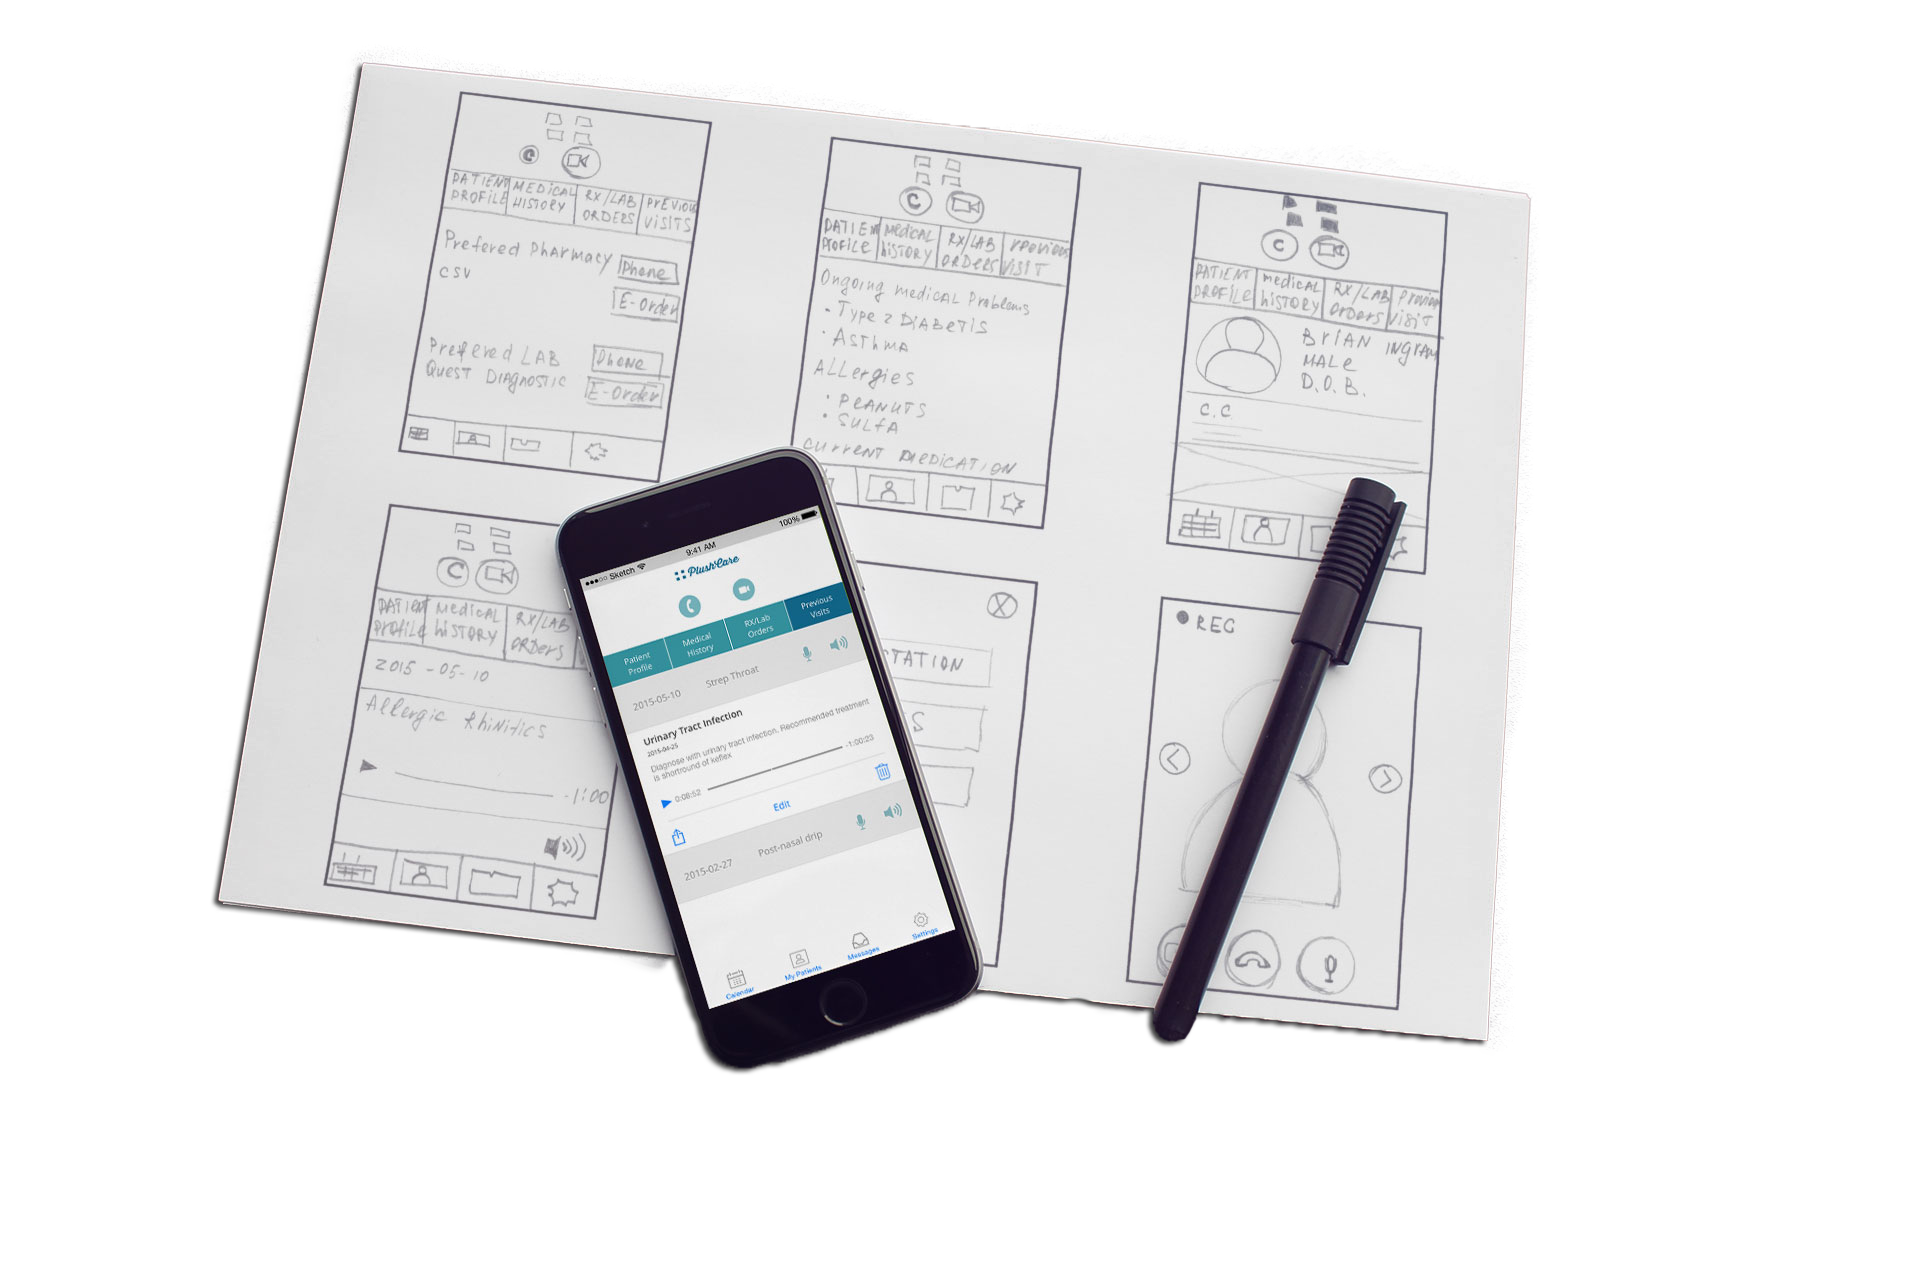 PATIENT PROFILE
MEDICAL HISTORY
RX/LAB ORDERS
PREVIOU VISITS
Prefered Pharmacy
Phone
CSV
E-Order
Prefered LAB
Phone
Quest Diagnostic
E-Order
C
PATIEN PROFILE
Medical History
RX/LAB ORDERS
PREVIOUS VISIT
Ongoing medical Problems
Type 2 DiABeTiS
ASTHMA
ALLergies
PEANUTS
SULFA
Current MEDICATION
C
PATIENT PROFILE
medical history
RX/LAB Orders
Previou Visit
BriAN INGRAM
MALe
D.O.B.
C.C.
C
PATIENT Profile
MEDICAL HISTORY
RX/LAB ORDers
2015-05-10
Allergic RhiNitics
-1:00
Sketch
9:41 AM
100%
PlushCare
Patient Profile
Medical History
RX/Lab Orders
Previous Visits
2015-05-10 Strep Throat
Urinary Tract Infection
2015-04-25
Diagnose with urinary tract infection. Recommended treatment
is shortround of keflex
0:08:52
-1:00:23
Edit
2015-02-27 Post-nasal drip
Calendar
My Patients
Messages
Settings
X
TATION
S
REC